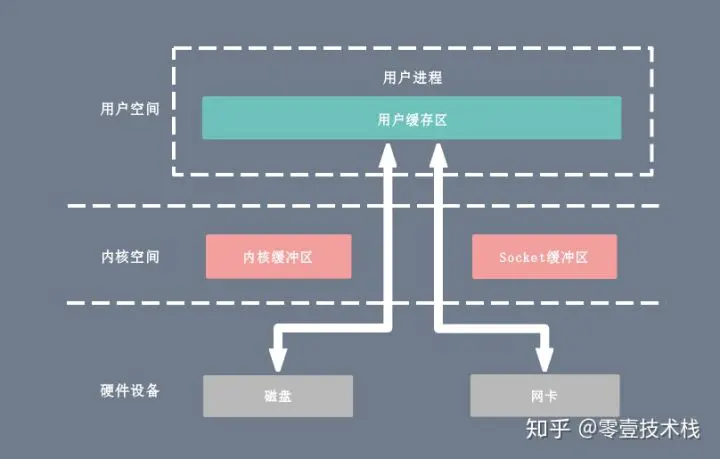 用户进程
用户空间
用户缓存区
内核空间
内核缓冲区
Socket缓冲区
硬件设备
磁盘
网卡
知乎 @零壹技术栈